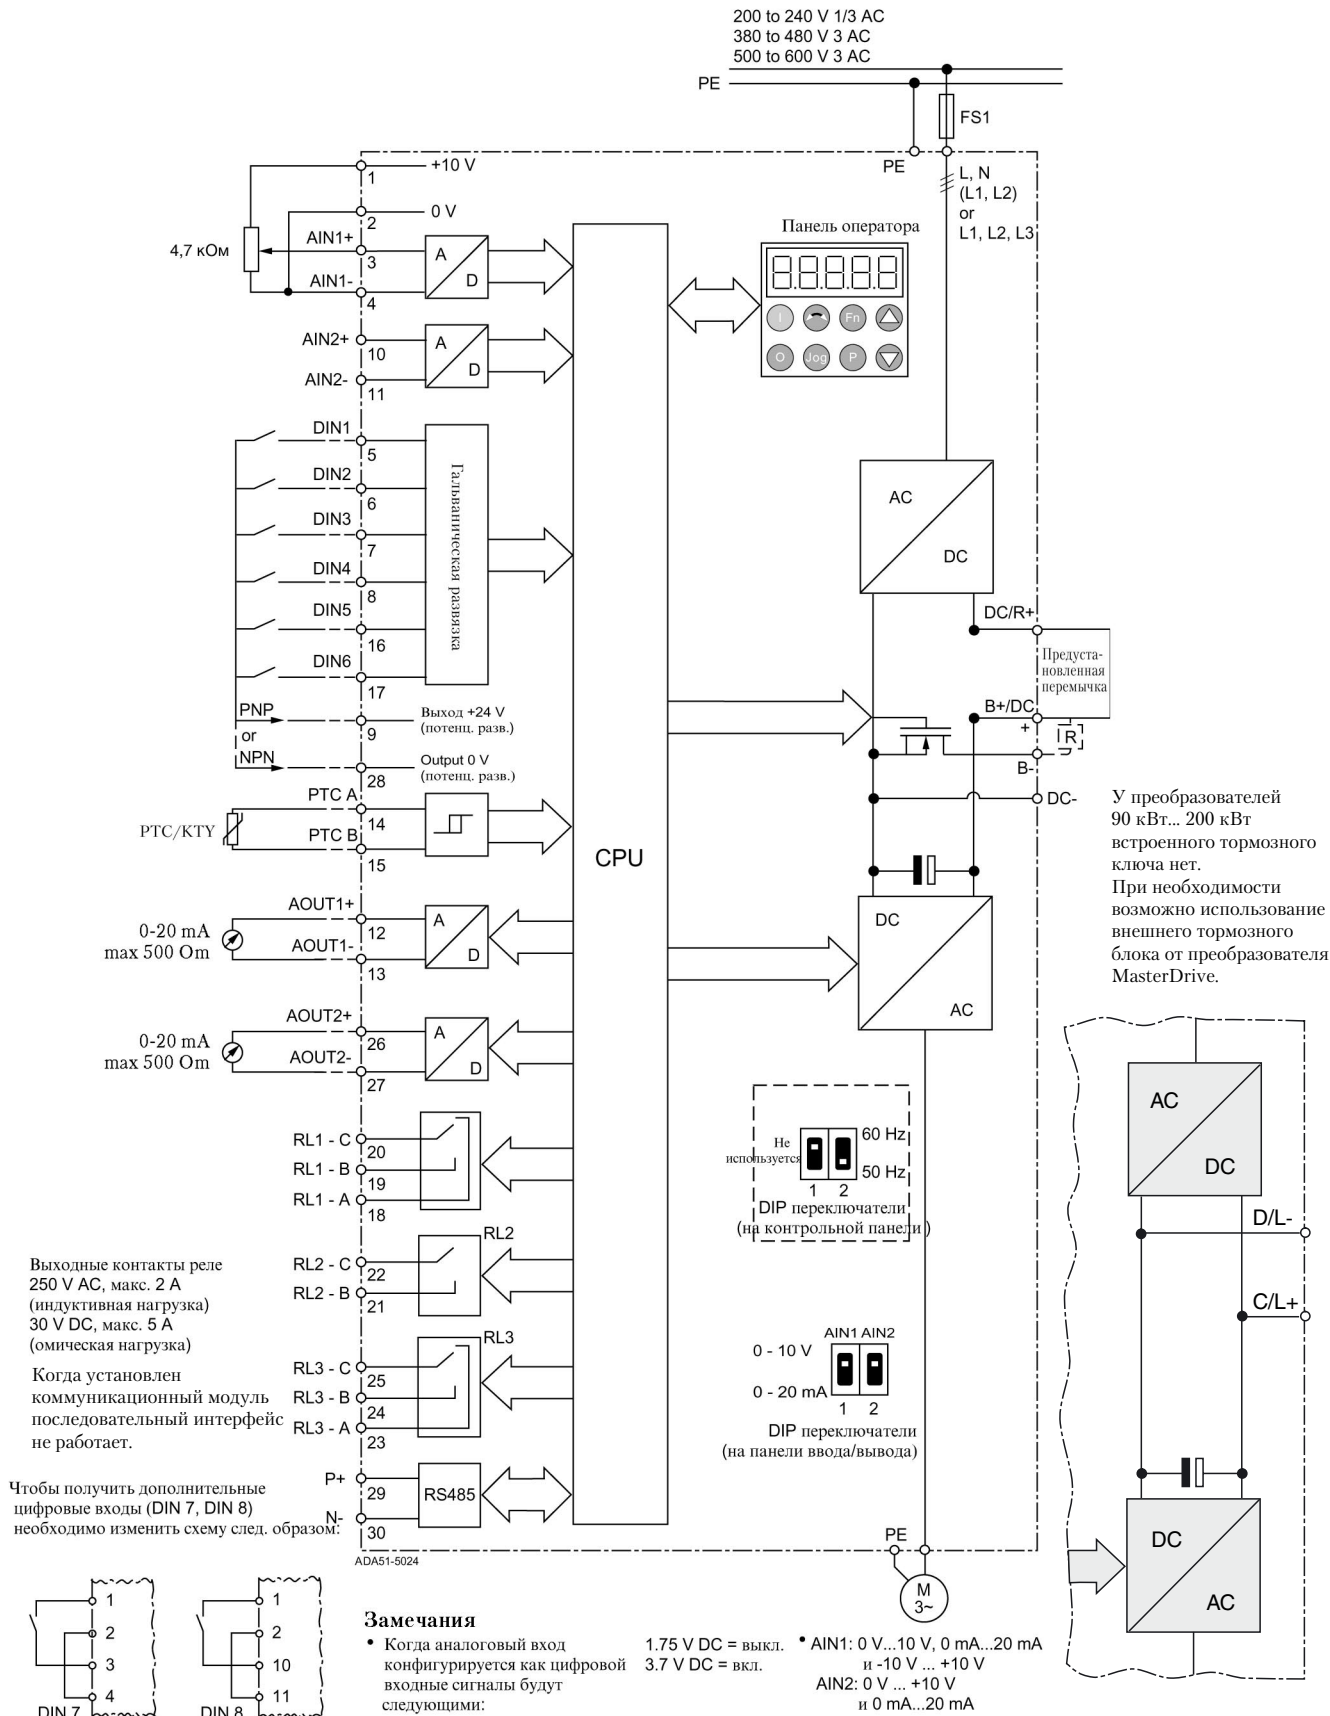 200 to 240 V 1/3 AC
380 to 480 V 3 AC
500 to 600 V 3 AC
PE
FS1
PE
L, N
(L1, L2)
or
L1, L2, L3
+10 V
1
0 V
2
4,7 кОм
AIN1+
3
AIN1-
4
A
D
AIN2+
10
AIN2-
11
A
D
Панель оператора
I
Fn
O
Jog
P
DIN1
5
DIN2
6
DIN3
7
DIN4
8
DIN5
16
DIN6
17
Гальваническая развязка
PNP
or
NPN
9
Выход +24 V
(потенц. разв.)
28
Output 0 V
(потенц. разв.)
PTC/KTY
PTC A
14
PTC B
15
CPU
AC
DC
DC/R+
Предуста-
новленная
перемычка
B+/DC
+
R
B-
DC-
DC
AC
У преобразователей
90 кВт... 200 кВт
встроенного тормозного
ключа нет.
При необходимости
возможно использование
внешнего тормозного
блока от преобразователя
MasterDrive.
0-20 mA
max 500 Om
AOUT1+
12
AOUT1-
13
A
D
0-20 mA
max 500 Om
AOUT2+
26
AOUT2-
27
A
D
RL1 - C
20
RL1 - B
19
RL1 - A
18
RL2
RL2 - C
22
RL2 - B
21
RL3
RL3 - C
25
RL3 - B
24
RL3 - A
23
P+
29
N-
30
RS485
ADA51-5024
Не
используется
60 Hz
50 Hz
1 2
DIP переключатели
(на контрольной панели )
AIN1 AIN2
0 - 10 V
0 - 20 mA
1 2
DIP переключатели
(на панели ввода/вывода)
PE
M
3~
AC
DC
D/L-
C/L+
DC
AC
Выходные контакты реле
250 V AC, макс. 2 A
(индуктивная нагрузка)
30 V DC, макс. 5 A
(омическая нагрузка)
Когда установлен
коммуникационный модуль
последовательный интерфейс
не работает.
Чтобы получить дополнительные
цифровые входы (DIN 7, DIN 8)
необходимо изменить схему след. образом:
1
2
3
4
DIN 7
1
2
10
11
DIN 8
Замечания
• Когда аналоговый вход
конфигурируется как цифровой
входные сигналы будут
следующими:
1.75 V DC = выкл.
3.7 V DC = вкл.
• AIN1: 0 V...10 V, 0 mA...20 mA
и -10 V ... +10 V
AIN2: 0 V ... +10 V
и 0 mA...20 mA